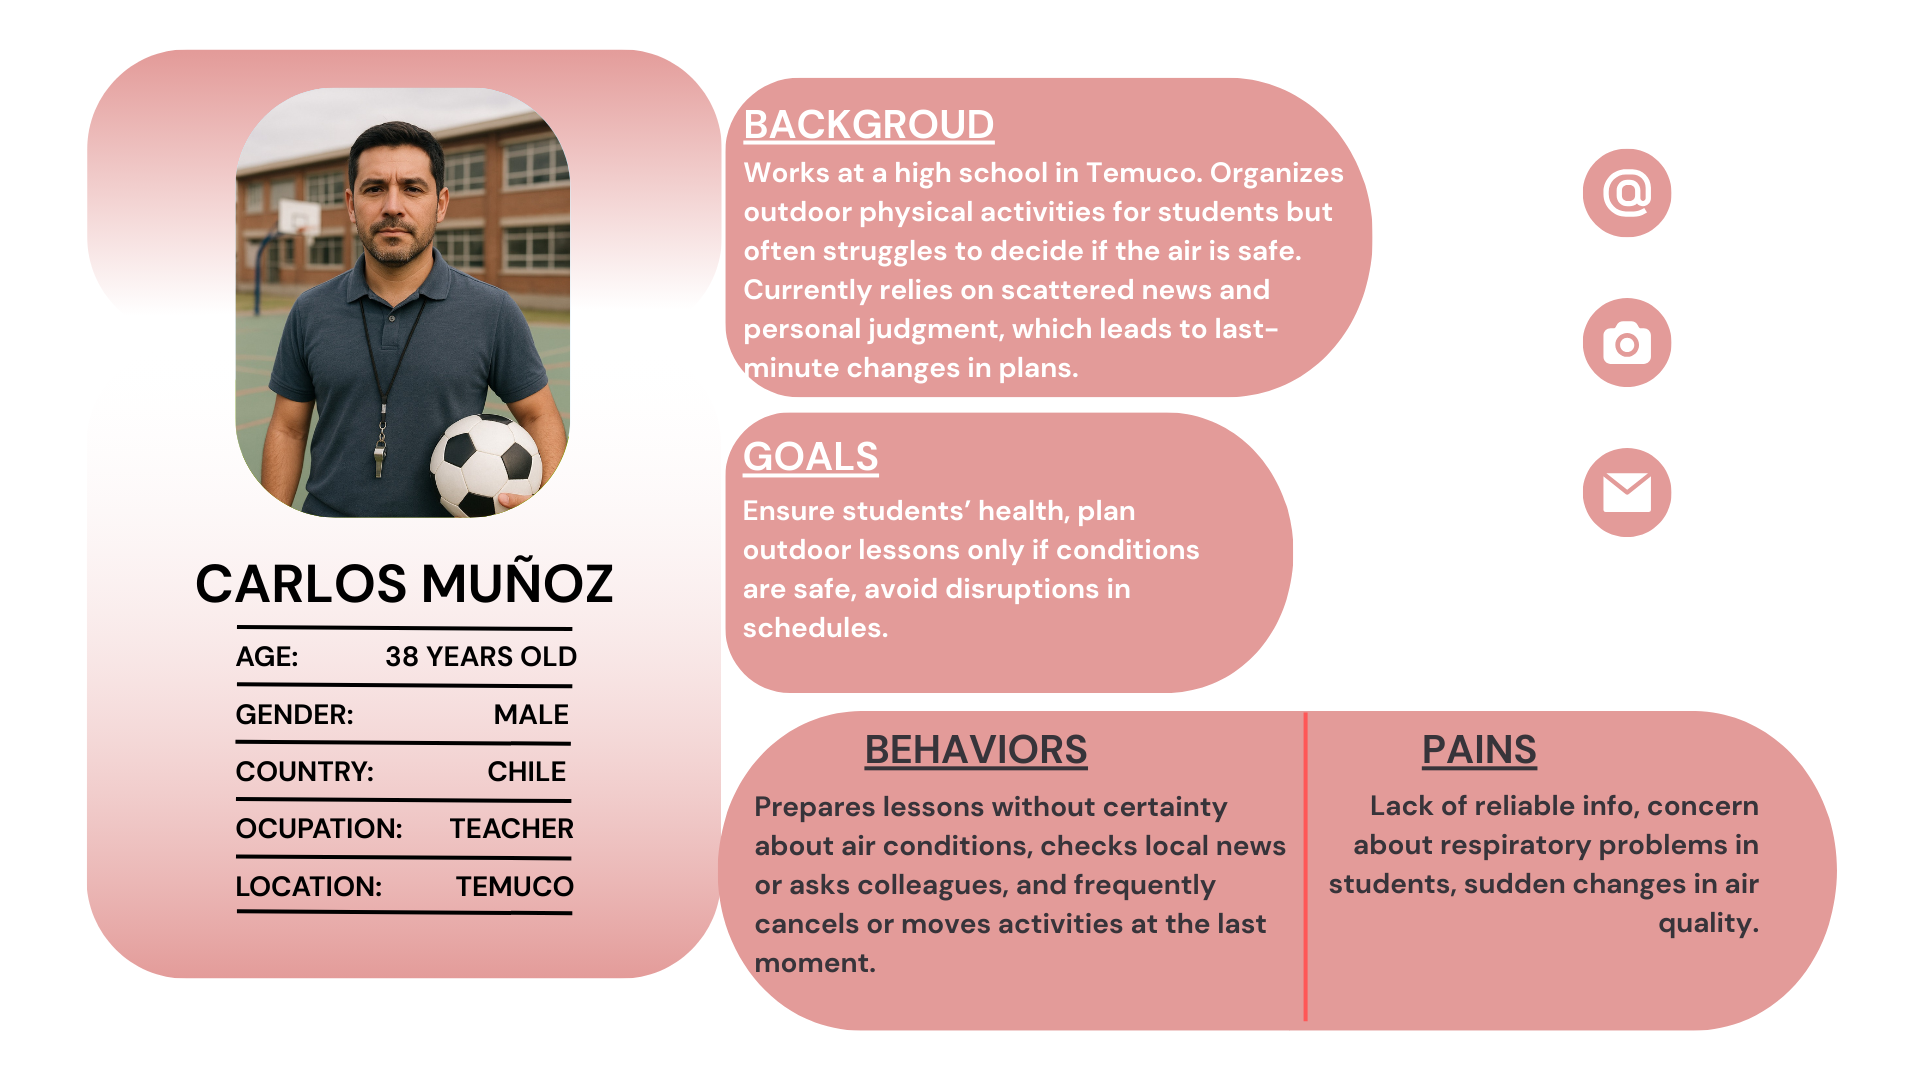 CARLOS MUÑOZ
AGE: 38 YEARS OLD
GENDER: MALE
COUNTRY: CHILE
OCUPATION: TEACHER
LOCATION: TEMUCO
BACKGROUD
Works at a high school in Temuco. Organizes
outdoor physical activities for students but
often struggles to decide if the air is safe.
Currently relies on scattered news and
personal judgment, which leads to last-
minute changes in plans.
GOALS
Ensure students’ health, plan
outdoor lessons only if conditions
are safe, avoid disruptions in
schedules.
BEHAVIORS
Prepares lessons without certainty
about air conditions, checks local news
or asks colleagues, and frequently
cancels or moves activities at the last
moment.
PAINS
Lack of reliable info, concern
about respiratory problems in
students, sudden changes in air
quality.
@